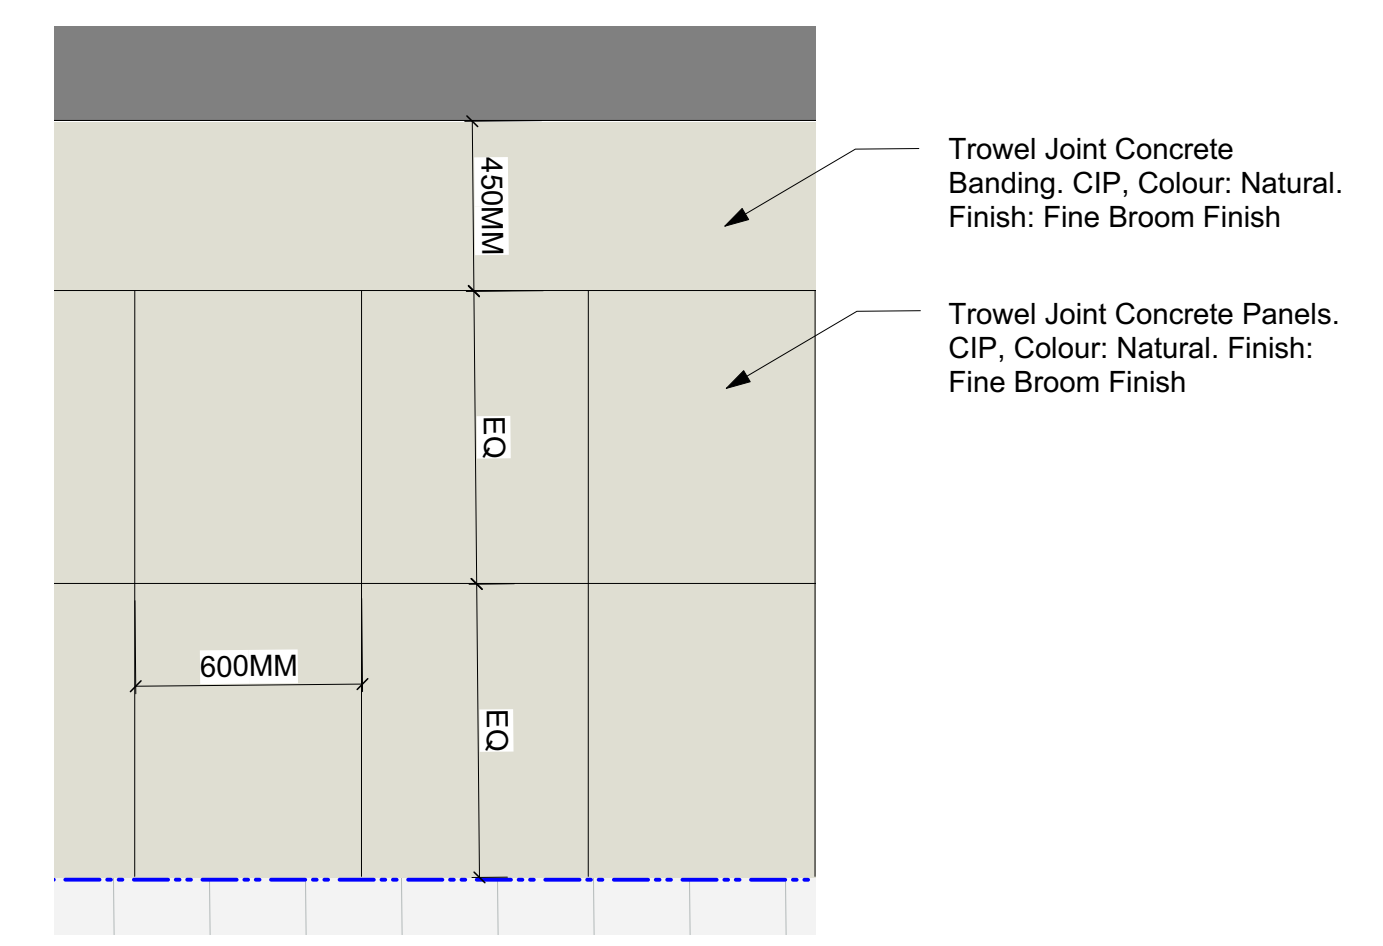 Trowel Joint Concrete
Banding. CIP, Colour: Natural.
Finish: Fine Broom Finish
450MM
Trowel Joint Concrete Panels.
CIP, Colour: Natural. Finish:
Fine Broom Finish
EQ
600MM
EQ